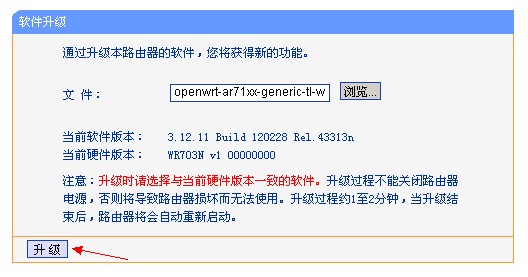 软件升级
通过升级本路由器的软件，您将获得新的功能。
文 件： openwrt-ar71xx-generic-tl-w 浏览...
当前软件版本： 3.12.11 Build 120228 Rel.43313n
当前硬件版本： WR703N v1 00000000
注意：升级时请选择与当前硬件版本一致的软件。升级过程不能关闭路由器
电源，否则将导致路由器损坏而无法使用。升级过程约1至2分钟，当升级结
束后，路由器将会自动重新启动。
升 级